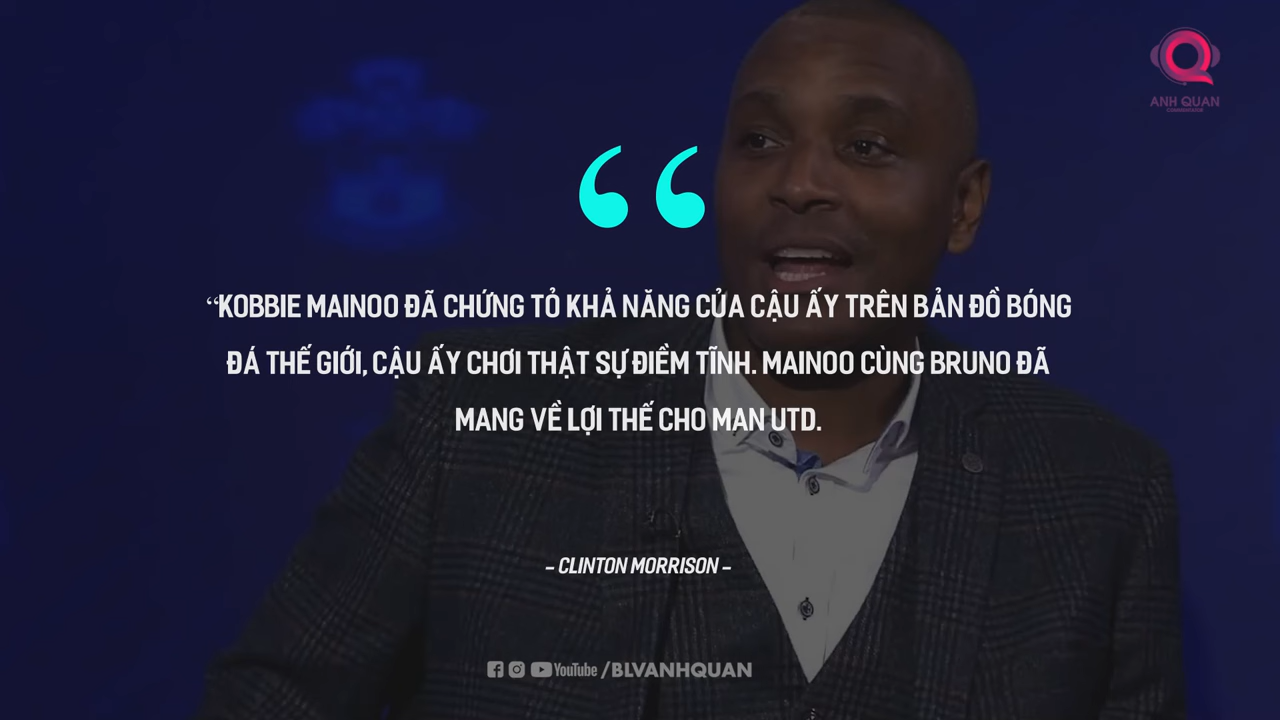 ANH QUAN
“KOBBIE MAINOO ĐÃ CHỨNG TỎ KHẢ NĂNG CỦA CẬU ẤY TRÊN BẢN ĐỒ BÓNG
ĐÁ THẾ GIỚI, CẬU ẤY CHƠI THẬT SỰ ĐIỀM TĨNH. MAINOO CÙNG BRUNO ĐÃ
MANG VỀ LỢI THẾ CHO MAN UTD.
– CLINTON MORRISON –
YouTube /BLVANHQUAN